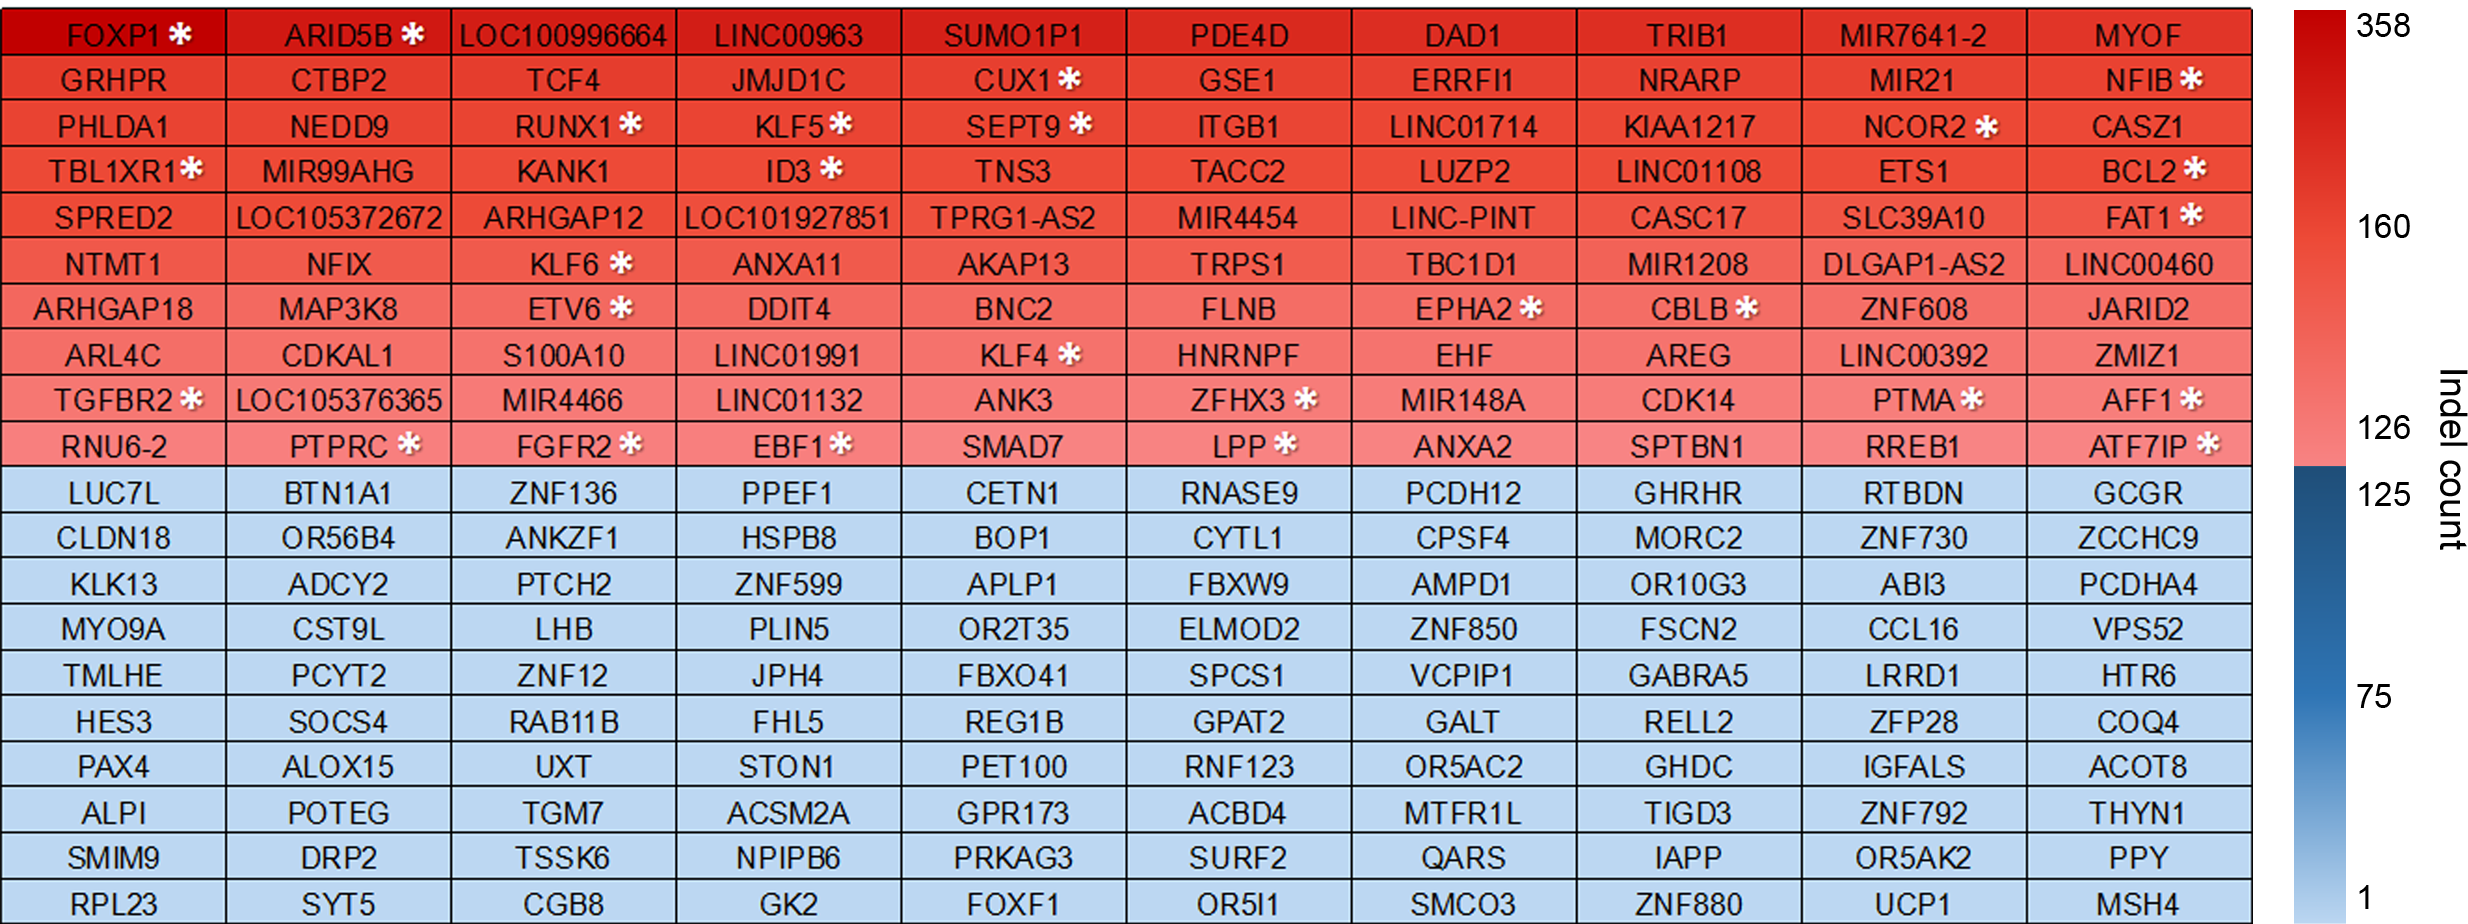 FOXP1 * ARID5B * LOC100996664 LINC00963 SUMO1P1 PDE4D DAD1 TRIB1 MIR7641-2 MYOF
GRHPR CTBP2 TCF4 JMJD1C CUX1 * GSE1 ERRFI1 NRARP MIR21 NFIB *
PHLDA1 NEDD9 RUNX1 * KLF5 * SEPT9 * ITGB1 LINC01714 KIAA1217 NCOR2 * CASZ1
TBL1XR1 * MIR99AHG KANK1 ID3 * TNS3 TACC2 LUZP2 LINC01108 ETS1 BCL2 *
SPRED2 LOC105372672 ARHGAP12 LOC101927851 TPRG1-AS2 MIR4454 LINC-PINT CASC17 SLC39A10 FAT1 *
NTMT1 NFIX KLF6 * ANXA11 AKAP13 TRPS1 TBC1D1 MIR1208 DLGAP1-AS2 LINC00460
ARHGAP18 MAP3K8 ETV6 * DDIT4 BNC2 FLNB EPHA2 * CBLB * ZNF608 JARID2
ARL4C CDKAL1 S100A10 LINC01991 KLF4 * HNRNPF EHF AREG LINC00392 ZMIZ1
TGFBR2 * LOC105376365 MIR4466 LINC01132 ANK3 ZFHX3 * MIR148A CDK14 PTMA * AFF1 *
RNU6-2 PTPRC * FGFR2 * EBF1 * SMAD7 LPP * ANXA2 SPTBN1 RREB1 ATF7IP *
LUC7L BTN1A1 ZNF136 PPEF1 CETN1 RNASE9 PCDH12 GHRHR RTBDN GCGR
CLDN18 OR56B4 ANKZF1 HSPB8 BOP1 CYTL1 CPSF4 MORC2 ZNF730 ZCCHC9
KLK13 ADCY2 PTCH2 ZNF599 APLP1 FBXW9 AMPD1 OR10G3 ABI3 PCDHA4
MYO9A CST9L LHB PLIN5 OR2T35 ELMOD2 ZNF850 FSCN2 CCL16 VPS52
TMLHE PCYT2 ZNF12 JPH4 FBXO41 SPCS1 VCPIP1 GABRA5 LRRD1 HTR6
HES3 SOCS4 RAB11B FHL5 REG1B GPAT2 GALT RELL2 ZFP28 COQ4
PAX4 ALOX15 UXT STON1 PET100 RNF123 OR5AC2 GHDC IGFALS ACOT8
ALPI POTEG TGM7 ACSM2A GPR173 ACBD4 MTFR1L TIGD3 ZNF792 THYN1
SMIM9 DRP2 TSSK6 NPIPB6 PRKAG3 SURF2 QARS IAPP OR5AK2 PPY
RPL23 SYT5 CGB8 GK2 FOXF1 OR5I1 SMCO3 ZNF880 UCP1 MSH4
358
160
126
125
75
1
Indel count